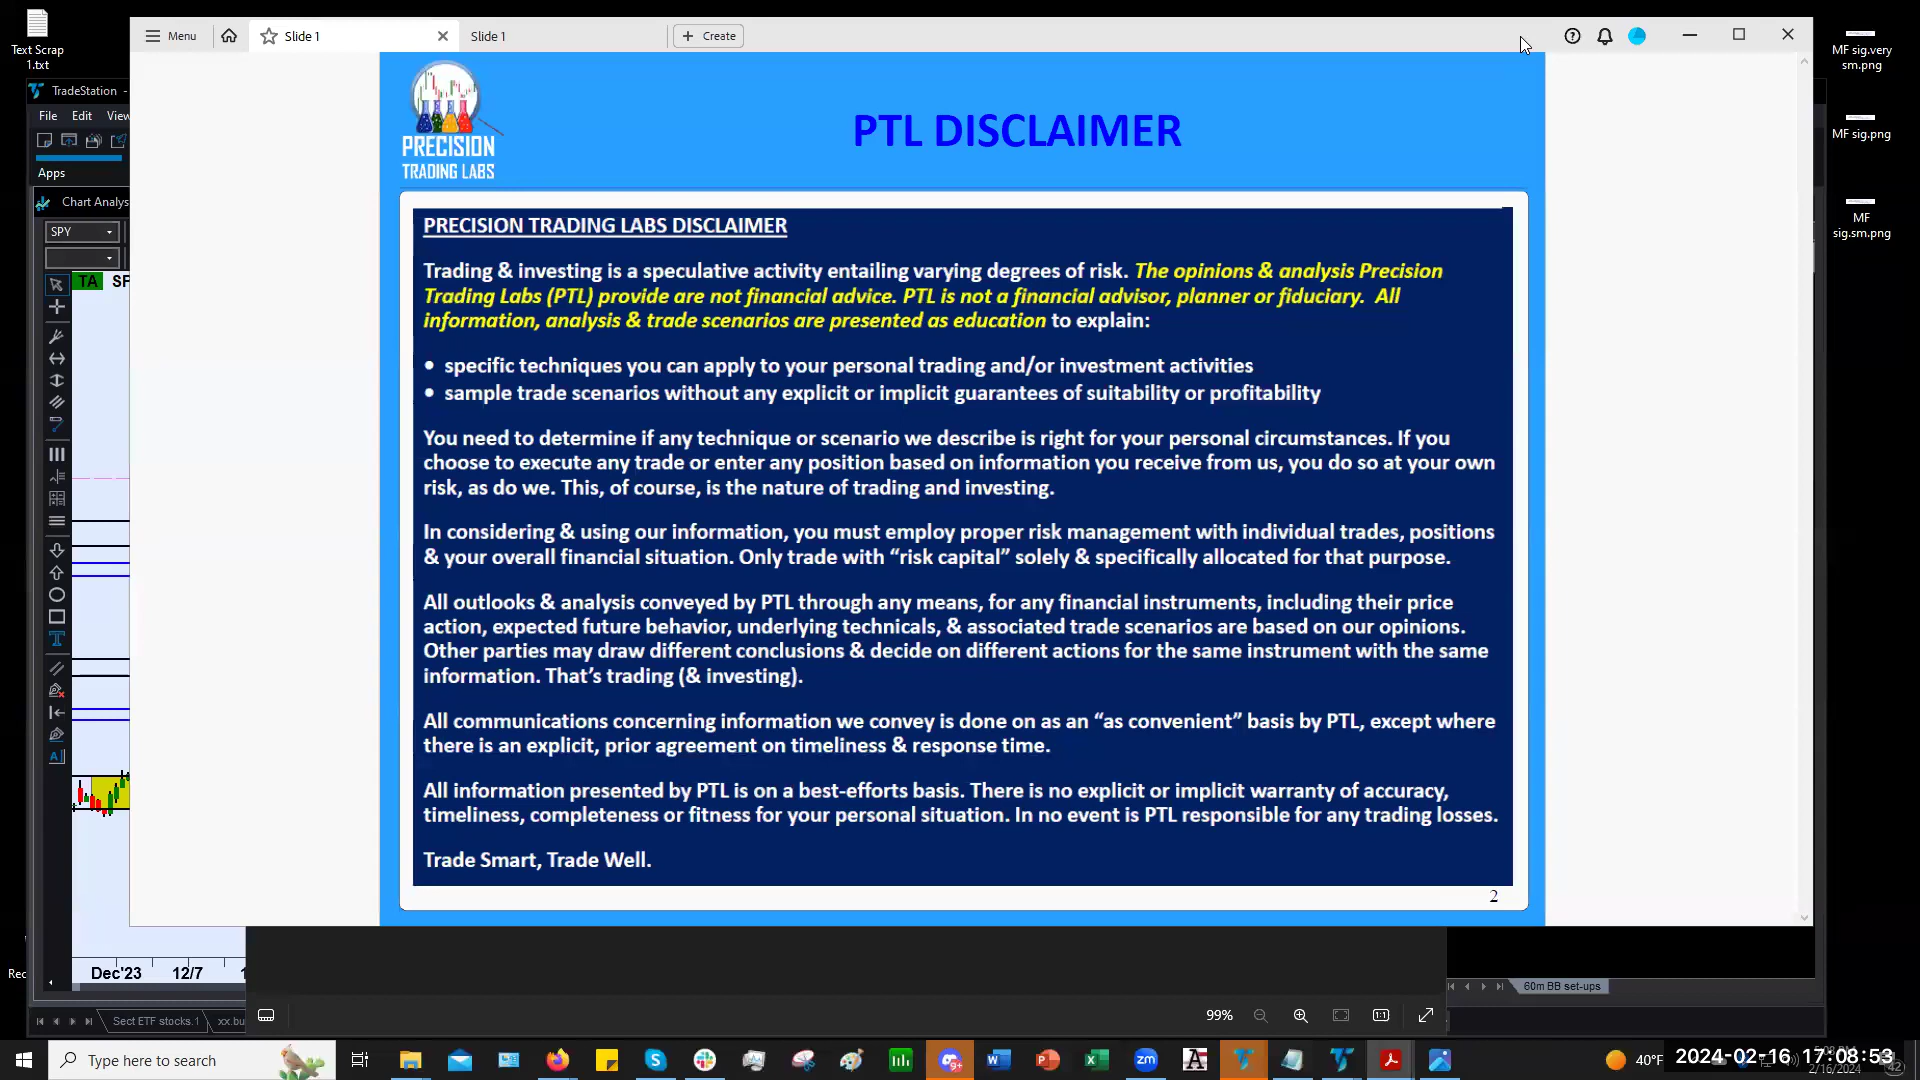 Text Scrap
1.txt
Menu
Slide 1
Slide 1
Create
MF sig.very
sm.png
TradeStation -
File Edit View
MF sig.png
Apps
Chart Analys
SPY
MF
sig.sm.png
TA SP
PRECISION
TRADING LABS
PTL DISCLAIMER
PRECISION TRADING LABS DISCLAIMER
Trading & investing is a speculative activity entailing varying degrees of risk. The opinions & analysis Precision
Trading Labs (PTL) provide are not financial advice. PTL is not a financial advisor, planner or fiduciary. All
information, analysis & trade scenarios are presented as education to explain:
• specific techniques you can apply to your personal trading and/or investment activities
• sample trade scenarios without any explicit or implicit guarantees of suitability or profitability
You need to determine if any technique or scenario we describe is right for your personal circumstances. If you
choose to execute any trade or enter any position based on information you receive from us, you do so at your own
risk, as do we. This, of course, is the nature of trading and investing.
In considering & using our information, you must employ proper risk management with individual trades, positions
& your overall financial situation. Only trade with “risk capital” solely & specifically allocated for that purpose.
All outlooks & analysis conveyed by PTL through any means, for any financial instruments, including their price
action, expected future behavior, underlying technicals, & associated trade scenarios are based on our opinions.
Other parties may draw different conclusions & decide on different actions for the same instrument with the same
information. That’s trading (& investing).
All communications concerning information we convey is done on as an “as convenient” basis by PTL, except where
there is an explicit, prior agreement on timeliness & response time.
All information presented by PTL is on a best-efforts basis. There is no explicit or implicit warranty of accuracy,
timeliness, completeness or fitness for your personal situation. In no event is PTL responsible for any trading losses.
Trade Smart, Trade Well.
2
Rec
Dec'23 12/7
60m BB set-ups
Sect ETF stocks.1 xx.bu
99%
1:1
Type here to search
9+
zm
40°F
2024-02-16 17:08:53
2/16/2024
42